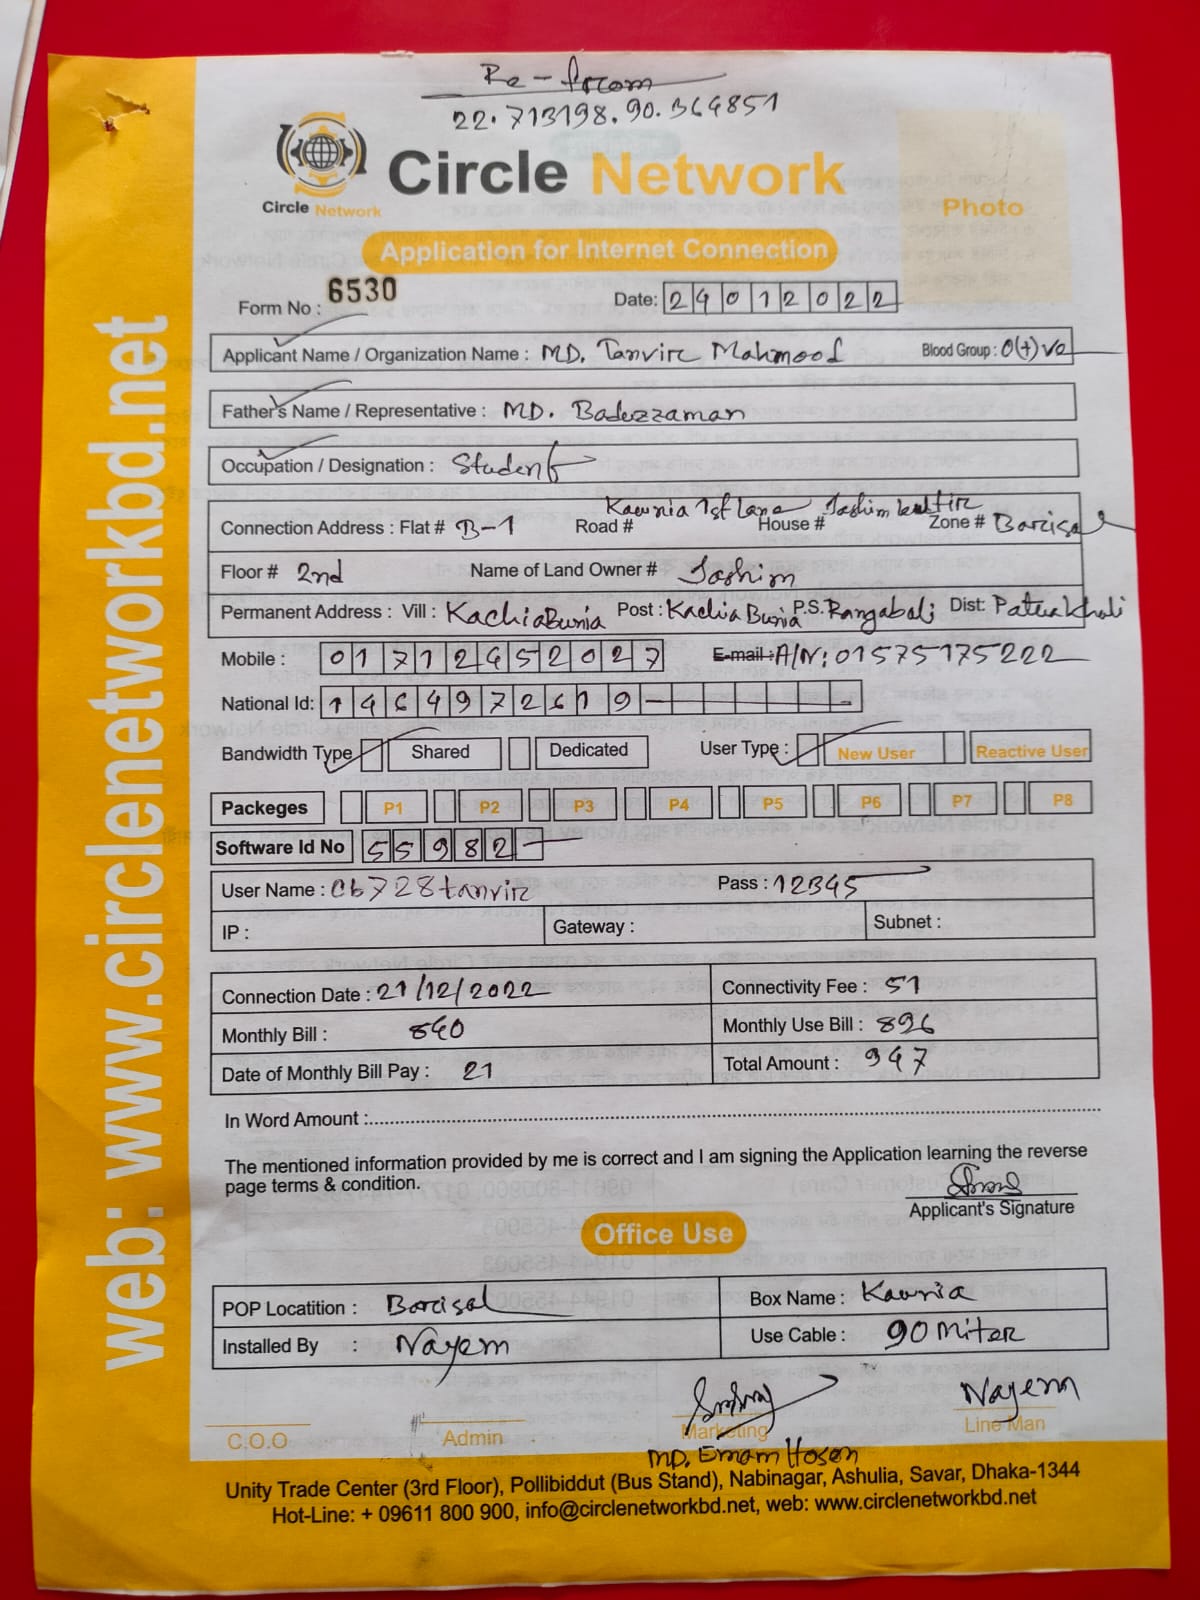 Re-from
22.713198.90.364851
Circle Network
Circle Network
Photo
Application for Internet Connection
Form No : 6530
Date: 24012022
Applicant Name / Organization Name : MD. Tanvir Mahmood Blood Group : O(+)ve
Father's Name / Representative : MD. Baduzzaman
Occupation / Designation : Student
Connection Address : Flat # B-1 Road # Kawnia 1st Lane House # Jashim kutir Zone # Barisal
Floor # 2nd Name of Land Owner # Jashim
Permanent Address : Vill : KachiaBunia Post : Kachia Bunia P.S. Rangabali Dist: Patuakhali
Mobile : 01712452027 E-mail : A/N: 01575175222
National Id: 1464972619
Bandwidth Type Shared Dedicated User Type : New User Reactive User
Packeges P1 P2 P3 P4 P5 P6 P7 P8
Software Id No 55982
User Name : cb728tanvir Pass : 12345
IP : Gateway : Subnet :
Connection Date : 21/12/2022 Connectivity Fee : 51
Monthly Bill : 840 Monthly Use Bill : 896
Date of Monthly Bill Pay : 21 Total Amount : 947
In Word Amount :
The mentioned information provided by me is correct and I am signing the Application learning the reverse
page terms & condition.
Applicant's Signature
Office Use
POP Locatition : Barisal Box Name : Kawnia
Installed By : Nayem Use Cable : 90 Miter
Nayem
C.O.O Admin Marketing Line Man
MD. Emam Hosen
Unity Trade Center (3rd Floor), Pollibiddut (Bus Stand), Nabinagar, Ashulia, Savar, Dhaka-1344
Hot-Line: + 09611 800 900, info@circlenetworkbd.net, web: www.circlenetworkbd.net
web: www.circlenetworkbd.net